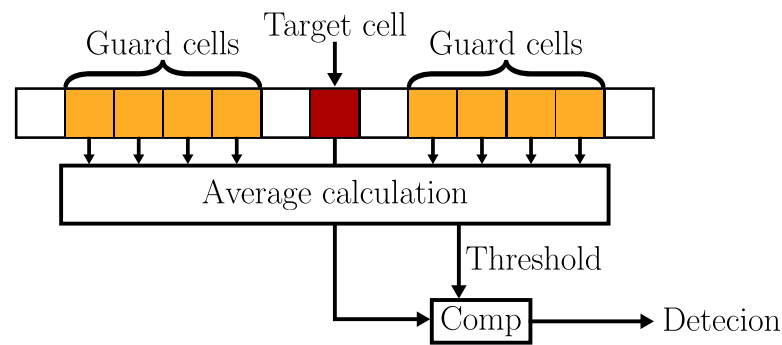 Target cell
Guard cells
Guard cells
Average calculation
Threshold
Comp
Detecion